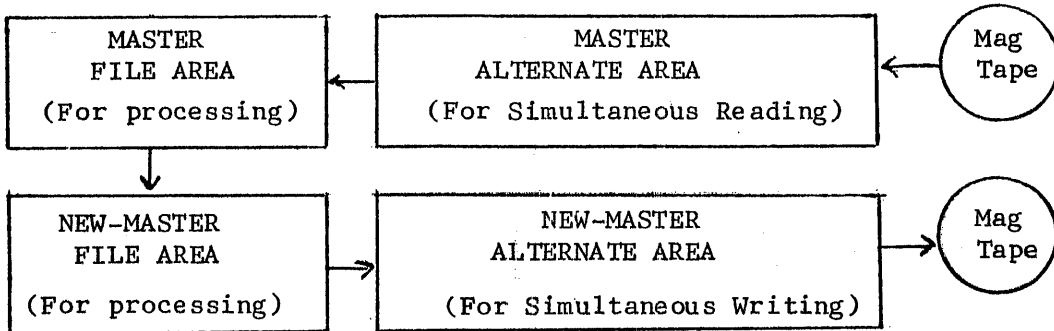 MASTER
FILE AREA
(For processing)
MASTER
ALTERNATE AREA
(For Simultaneous Reading)
Mag
Tape
NEW-MASTER
FILE AREA
(For processing)
NEW-MASTER
ALTERNATE AREA
(For Simultaneous Writing)
Mag
Tape